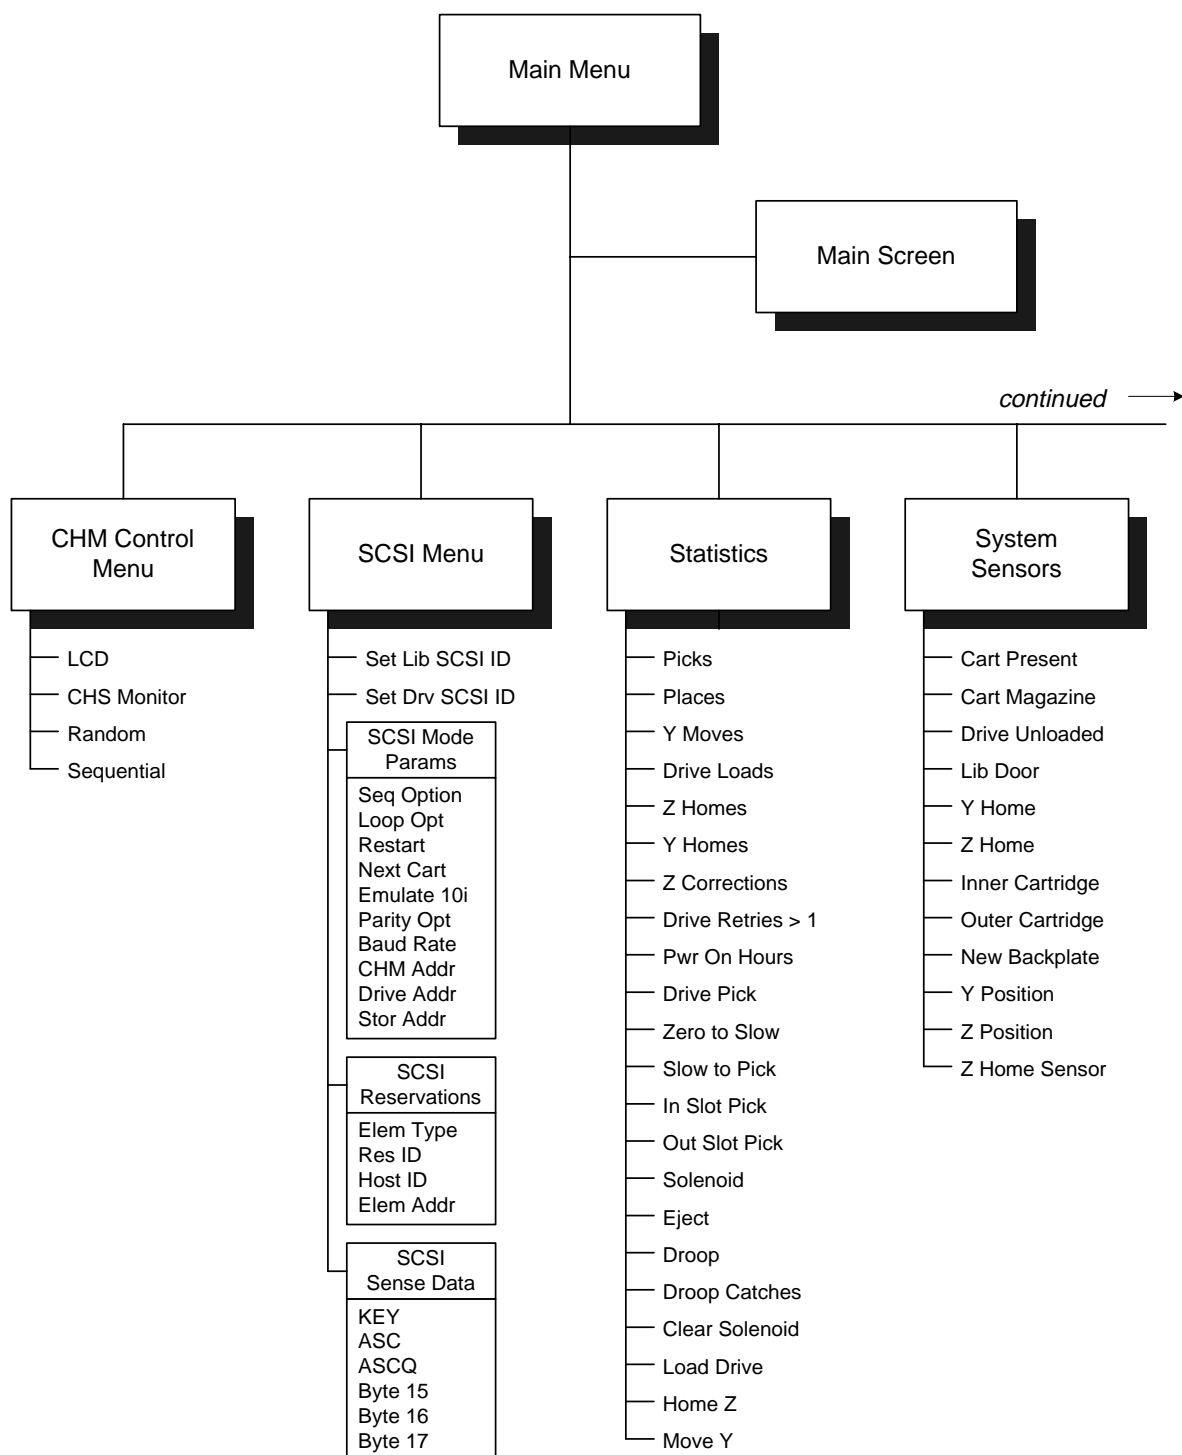 Main Menu
Main Screen
continued
CHM Control
Menu
LCD
CHS Monitor
Random
Sequential
SCSI Menu
Set Lib SCSI ID
Set Drv SCSI ID
SCSI Mode
Params
Seq Option
Loop Opt
Restart
Next Cart
Emulate 10i
Parity Opt
Baud Rate
CHM Addr
Drive Addr
Stor Addr
SCSI
Reservations
Elem Type
Res ID
Host ID
Elem Addr
SCSI
Sense Data
KEY
ASC
ASCQ
Byte 15
Byte 16
Byte 17
Statistics
Picks
Places
Y Moves
Drive Loads
Z Homes
Y Homes
Z Corrections
Drive Retries > 1
Pwr On Hours
Drive Pick
Zero to Slow
Slow to Pick
In Slot Pick
Out Slot Pick
Solenoid
Eject
Droop
Droop Catches
Clear Solenoid
Load Drive
Home Z
Move Y
System
Sensors
Cart Present
Cart Magazine
Drive Unloaded
Lib Door
Y Home
Z Home
Inner Cartridge
Outer Cartridge
New Backplate
Y Position
Z Position
Z Home Sensor